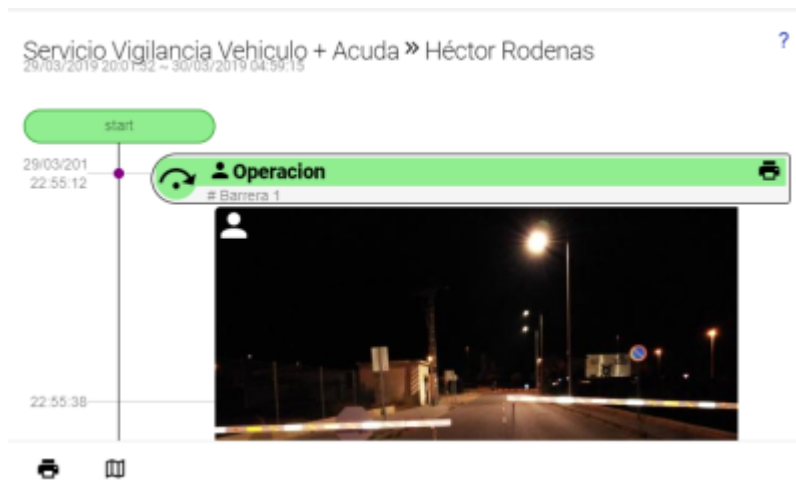 Servicio Vigilancia Vehiculo + Acuda » Héctor Rodenas
?
29/03/2019 20:01:52 ~ 30/03/2019 04:59:15
start
29/03/201
22:55:12
Operacion
# Barrera 1
22:55:38